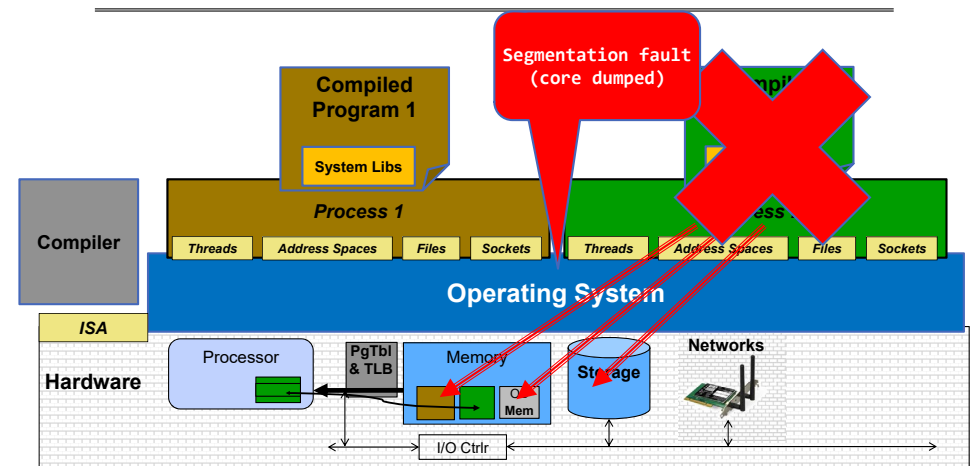 Segmentation fault
(core dumped)
Compiled
Program 1
System Libs
Process 1
Compiler
Threads
Address Spaces
Files
Sockets
Threads
Address Spaces
Files
Sockets
Operating System
ISA
Hardware
Processor
PgTbl
& TLB
Memory
Mem
Storage
Networks
I/O Ctrlr